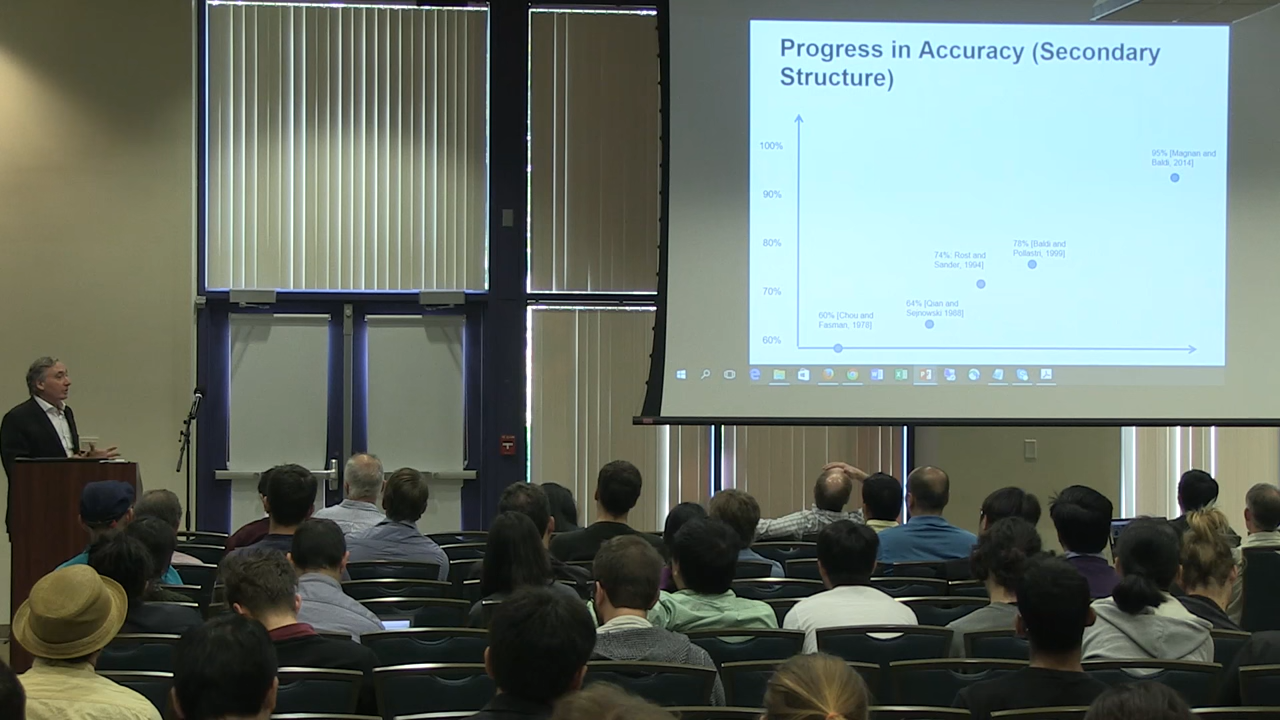 Progress in Accuracy (Secondary
Structure)
100%
95% [Magnan and
Baldi, 2014]
90%
80%
78% [Baldi and
Pollastri, 1999]
74%: Rost and
Sander, 1994]
70%
64% [Qian and
Sejnowski 1988]
60% [Chou and
Fasman, 1978]
60%